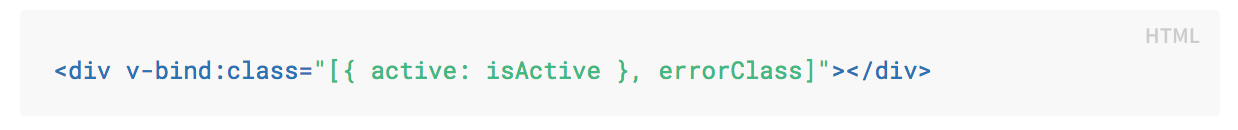 HTML
<div v-bind:class="[{ active: isActive }, errorClass]"></div>